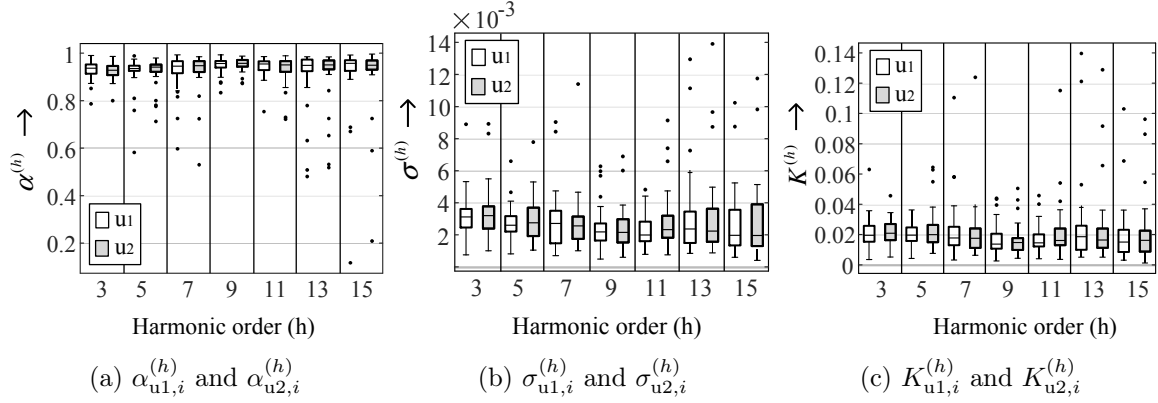 1
0.8
0.6
0.4
0.2
α^(h) →
u1
u2
3 5 7 9 11 13 15
Harmonic order (h)
(a) α^(h)_u1,i and α^(h)_u2,i
× 10^-3
14
12
10
8
6
4
2
σ^(h) →
u1
u2
3 5 7 9 11 13 15
Harmonic order (h)
(b) σ^(h)_u1,i and σ^(h)_u2,i
0.14
0.12
0.10
0.08
0.06
0.04
0.02
0
K^(h) →
u1
u2
3 5 7 9 11 13 15
Harmonic order (h)
(c) K^(h)_u1,i and K^(h)_u2,i